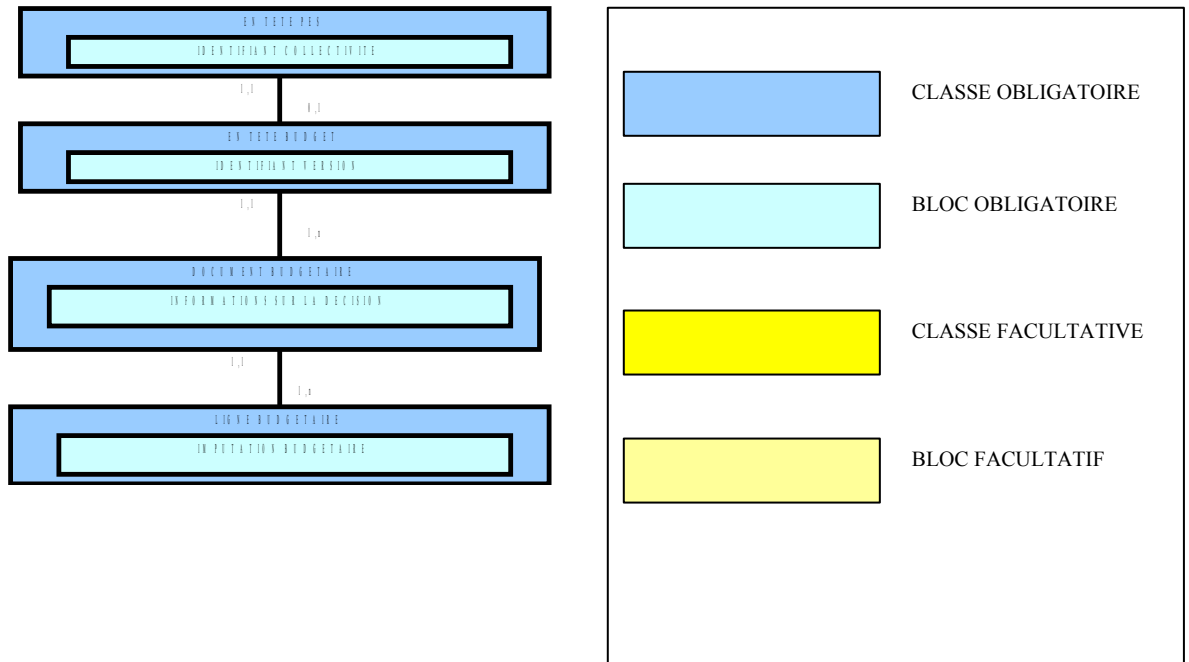 EN TETE PES
IDENTIFIANT COLLECTIVITE
1,1
0,1
EN TETE BUDGET
IDENTIFIANT VERSION
1,1
1,n
DOCUMENT BUDGETAIRE
INFORMATIONS SUR LA DECISION
1,1
1,n
LIGNE BUDGETAIRE
IMPUTATION BUDGETAIRE
CLASSE OBLIGATOIRE
BLOC OBLIGATOIRE
CLASSE FACULTATIVE
BLOC FACULTATIF